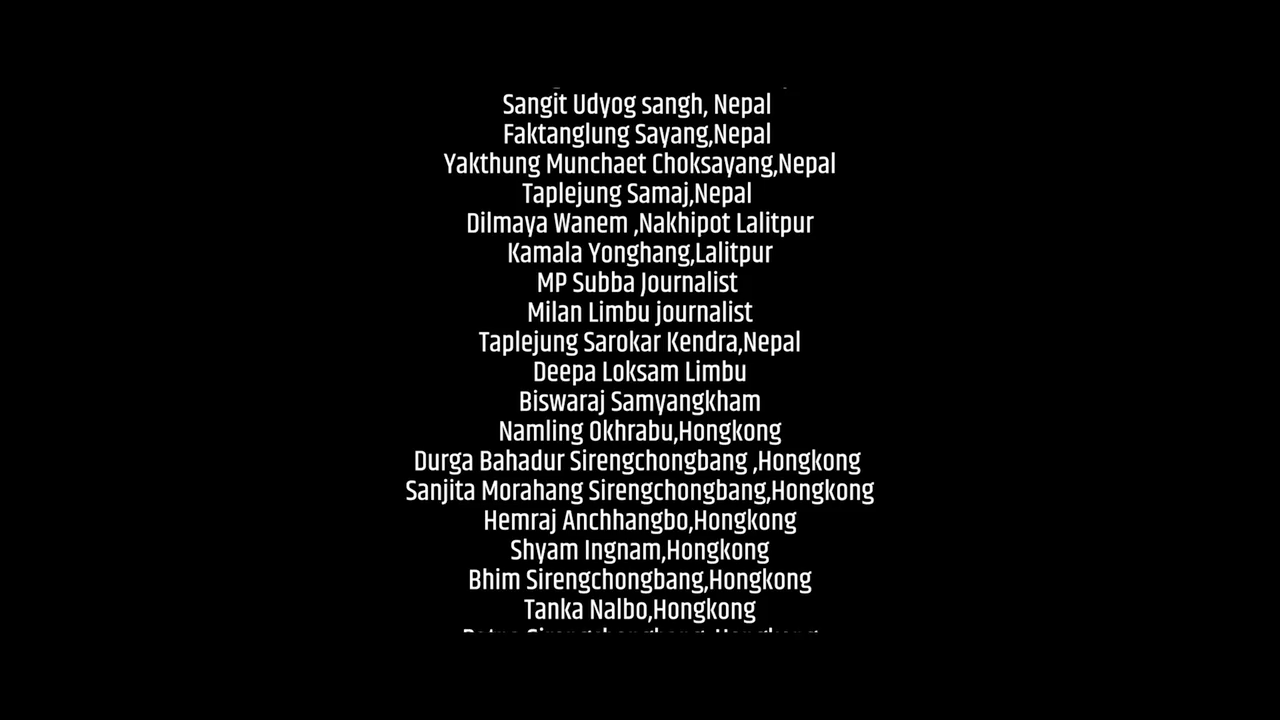 Sangit Udyog sangh, Nepal
Faktanglung Sayang,Nepal
Yakthung Munchaet Choksayang,Nepal
Taplejung Samaj,Nepal
Dilmaya Wanem ,Nakhipot Lalitpur
Kamala Yonghang,Lalitpur
MP Subba Journalist
Milan Limbu journalist
Taplejung Sarokar Kendra,Nepal
Deepa Loksam Limbu
Biswaraj Samyangkham
Namling Okhrabu,Hongkong
Durga Bahadur Sirengchongbang ,Hongkong
Sanjita Morahang Sirengchongbang,Hongkong
Hemraj Anchhangbo,Hongkong
Shyam Ingnam,Hongkong
Bhim Sirengchongbang,Hongkong
Tanka Nalbo,Hongkong